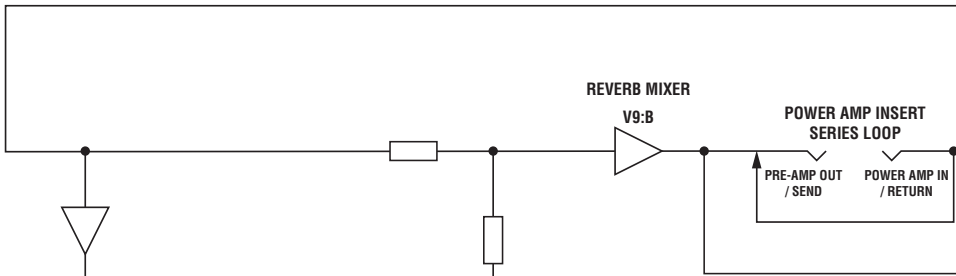 REVERB MIXER
V9:B
POWER AMP INSERT
SERIES LOOP
PRE-AMP OUT
/ SEND
POWER AMP IN
/ RETURN